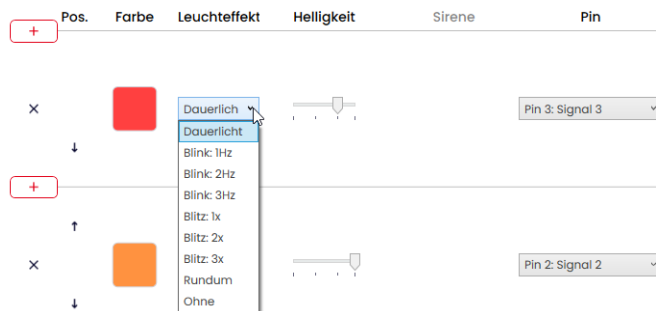 Pos. Farbe Leuchteffekt Helligkeit Sirene Pin
+
× Dauerlich Pin 3: Signal 3
Dauerlicht
↓ Blink: 1Hz
Blink: 2Hz
+ Blink: 3Hz
Blitz: 1x
↑ Blitz: 2x
× Blitz: 3x Pin 2: Signal 2
Rundum
↓ Ohne